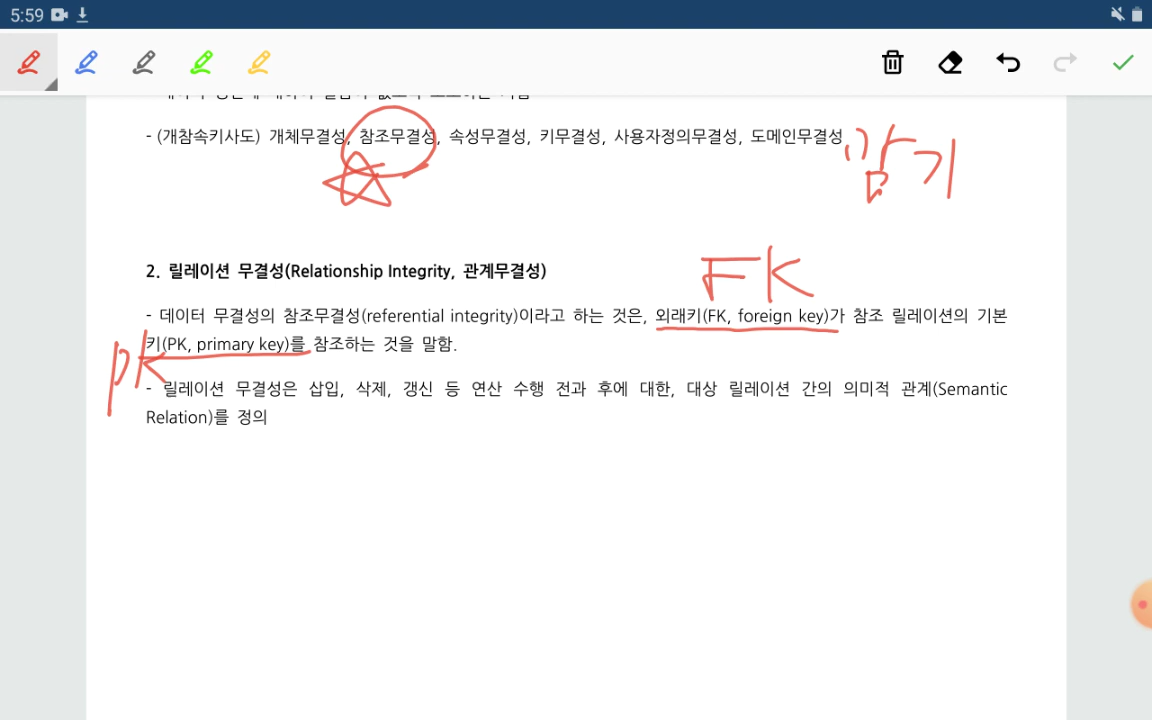 5:59
- (개참속키사도) 개체무결성, 참조무결성, 속성무결성, 키무결성, 사용자정의무결성, 도메인무결성
암기
2. 릴레이션 무결성(Relationship Integrity, 관계무결성)
FK
- 데이터 무결성의 참조무결성(referential integrity)이라고 하는 것은, 외래키(FK, foreign key)가 참조 릴레이션의 기본
키(PK, primary key)를 참조하는 것을 말함.
PK
- 릴레이션 무결성은 삽입, 삭제, 갱신 등 연산 수행 전과 후에 대한, 대상 릴레이션 간의 의미적 관계(Semantic
Relation)를 정의